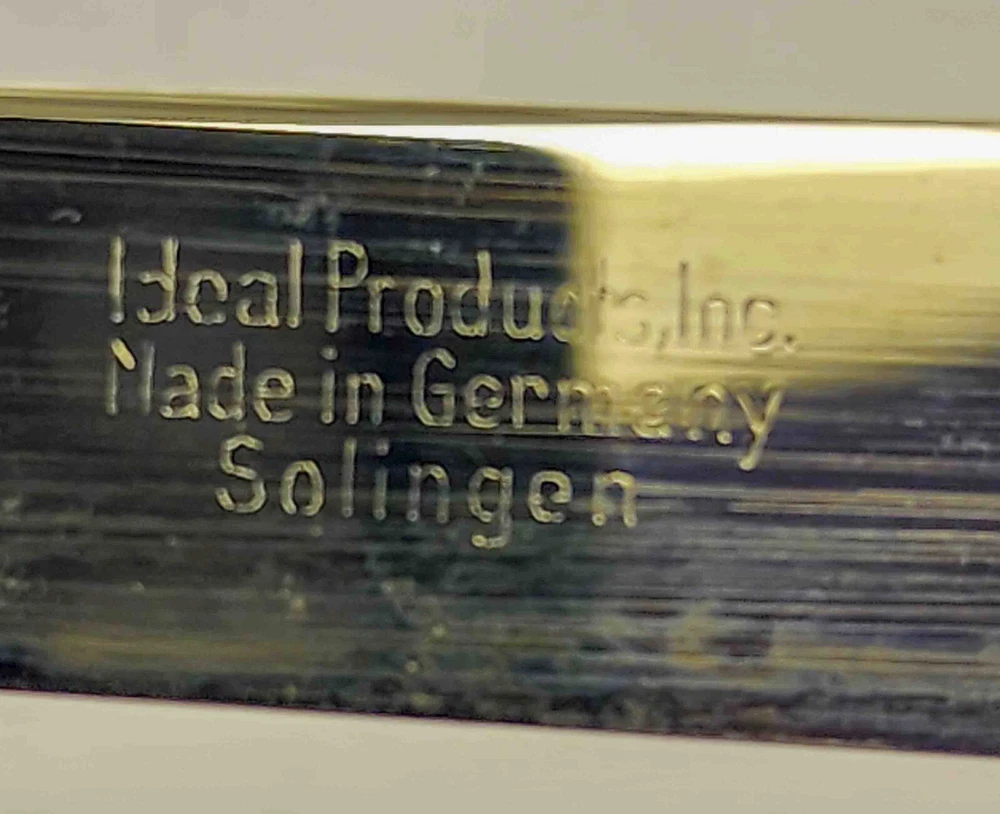 Ideal Products, Inc.
Made in Germany
Solingen